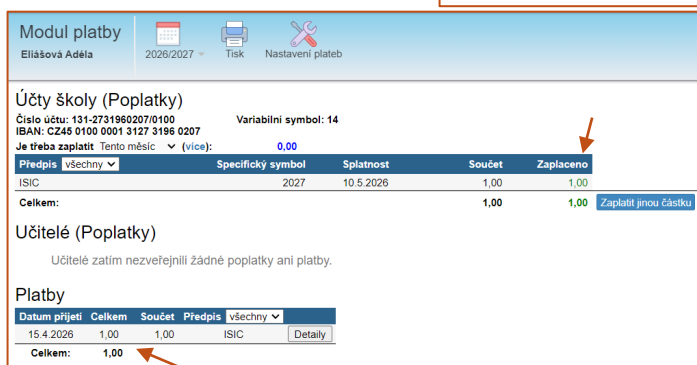 Modul platby
Eliášová Adéla
2026/2027
Tisk
Nastavení plateb
Účty školy (Poplatky)
Číslo účtu: 131-2731960207/0100 Variabilní symbol: 14
IBAN: CZ45 0100 0001 3127 3196 0207
Je třeba zaplatit Tento měsíc (více): 0,00
Předpis všechny Specifický symbol Splatnost Součet Zaplaceno
ISIC 2027 10.5.2026 1,00 1,00
Celkem: 1,00 1,00 Zaplatit jinou částku
Učitelé (Poplatky)
Učitelé zatím nezveřejnili žádné poplatky ani platby.
Platby
Datum přijetí Celkem Součet Předpis všechny
15.4.2026 1,00 1,00 ISIC Detaily
Celkem: 1,00